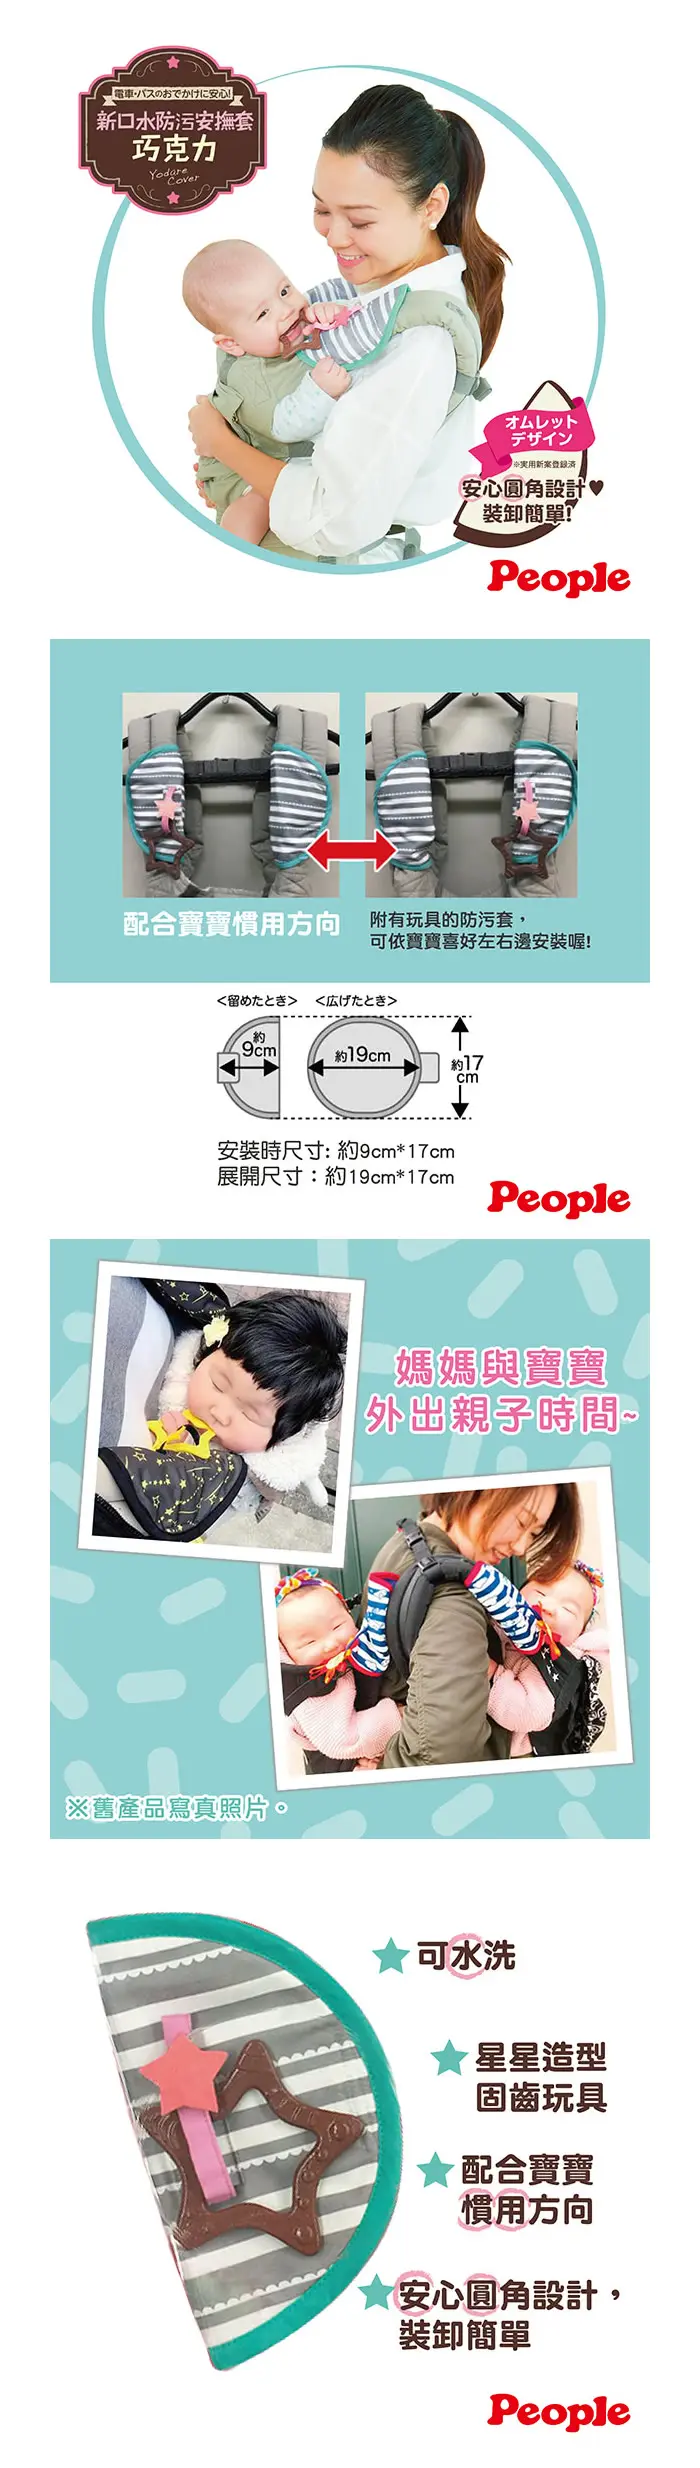 電車・バスのおでかけに安心!
新口水防污安撫套
巧克力
Yodare
Cover
オムレット
デザイン
※実用新案登録済
安心圓角設計♥
裝卸簡單!
People
配合寶寶慣用方向
附有玩具的防污套，
可依寶寶喜好左右邊安裝喔!
<留めたとき> <広げたとき>
約
9cm
約19cm
約17
cm
安裝時尺寸: 約9cm*17cm
展開尺寸：約19cm*17cm
People
媽媽與寶寶
外出親子時間~
※舊產品寫真照片。
可水洗
星星造型
固齒玩具
配合寶寶
慣用方向
安心圓角設計，
裝卸簡單
People